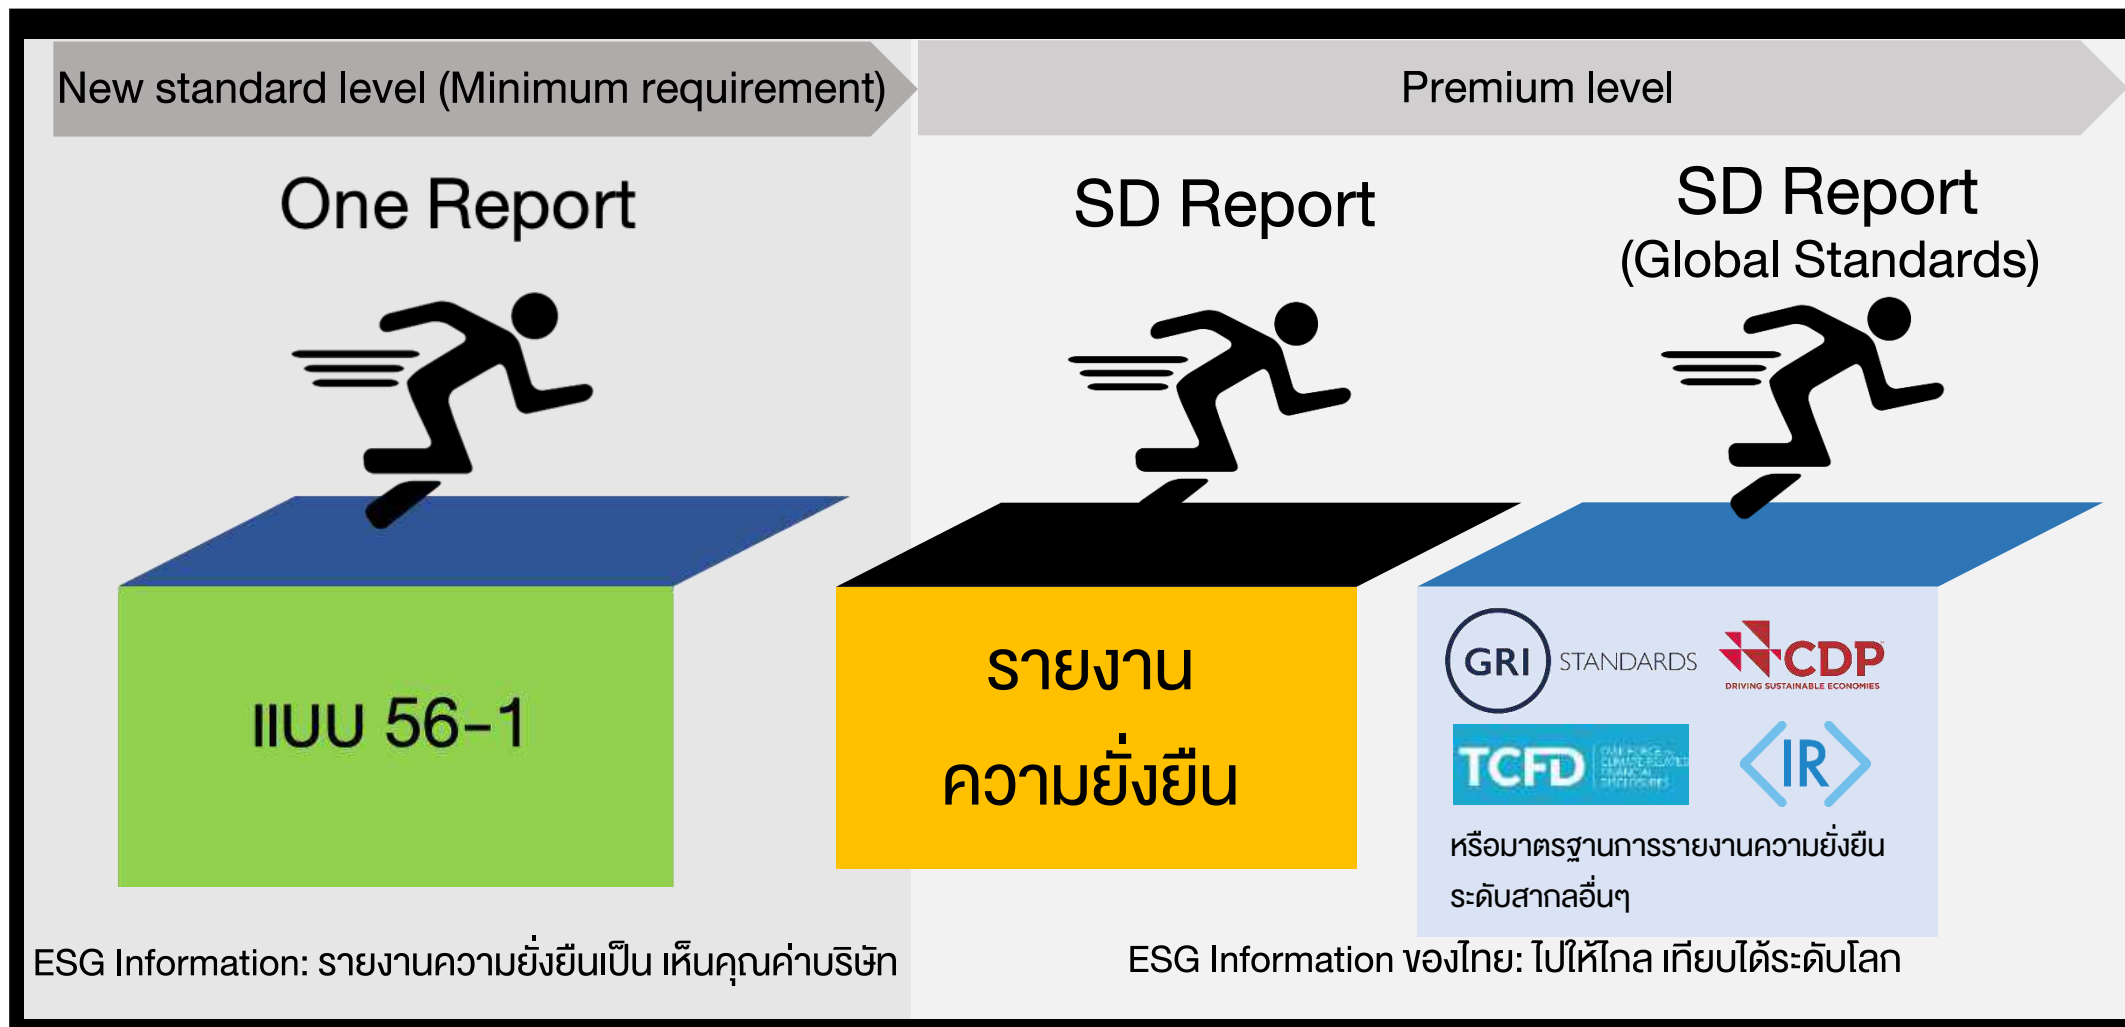 New standard level (Minimum requirement)
Premium level
One Report
SD Report
SD Report
(Global Standards)
แบบ 56-1
รายงาน
ความยั่งยืน
GRI STANDARDS
CDP
DRIVING SUSTAINABLE ECONOMIES
TCFD
TASK FORCE ON
CLIMATE-RELATED
FINANCIAL
DISCLOSURES
<IR>
หรือมาตรฐานการรายงานความยั่งยืน
ระดับสากลอื่นๆ
ESG Information: รายงานความยั่งยืนเป็น เห็นคุณค่าบริษัท
ESG Information ของไทย: ไปให้ไกล เทียบได้ระดับโลก